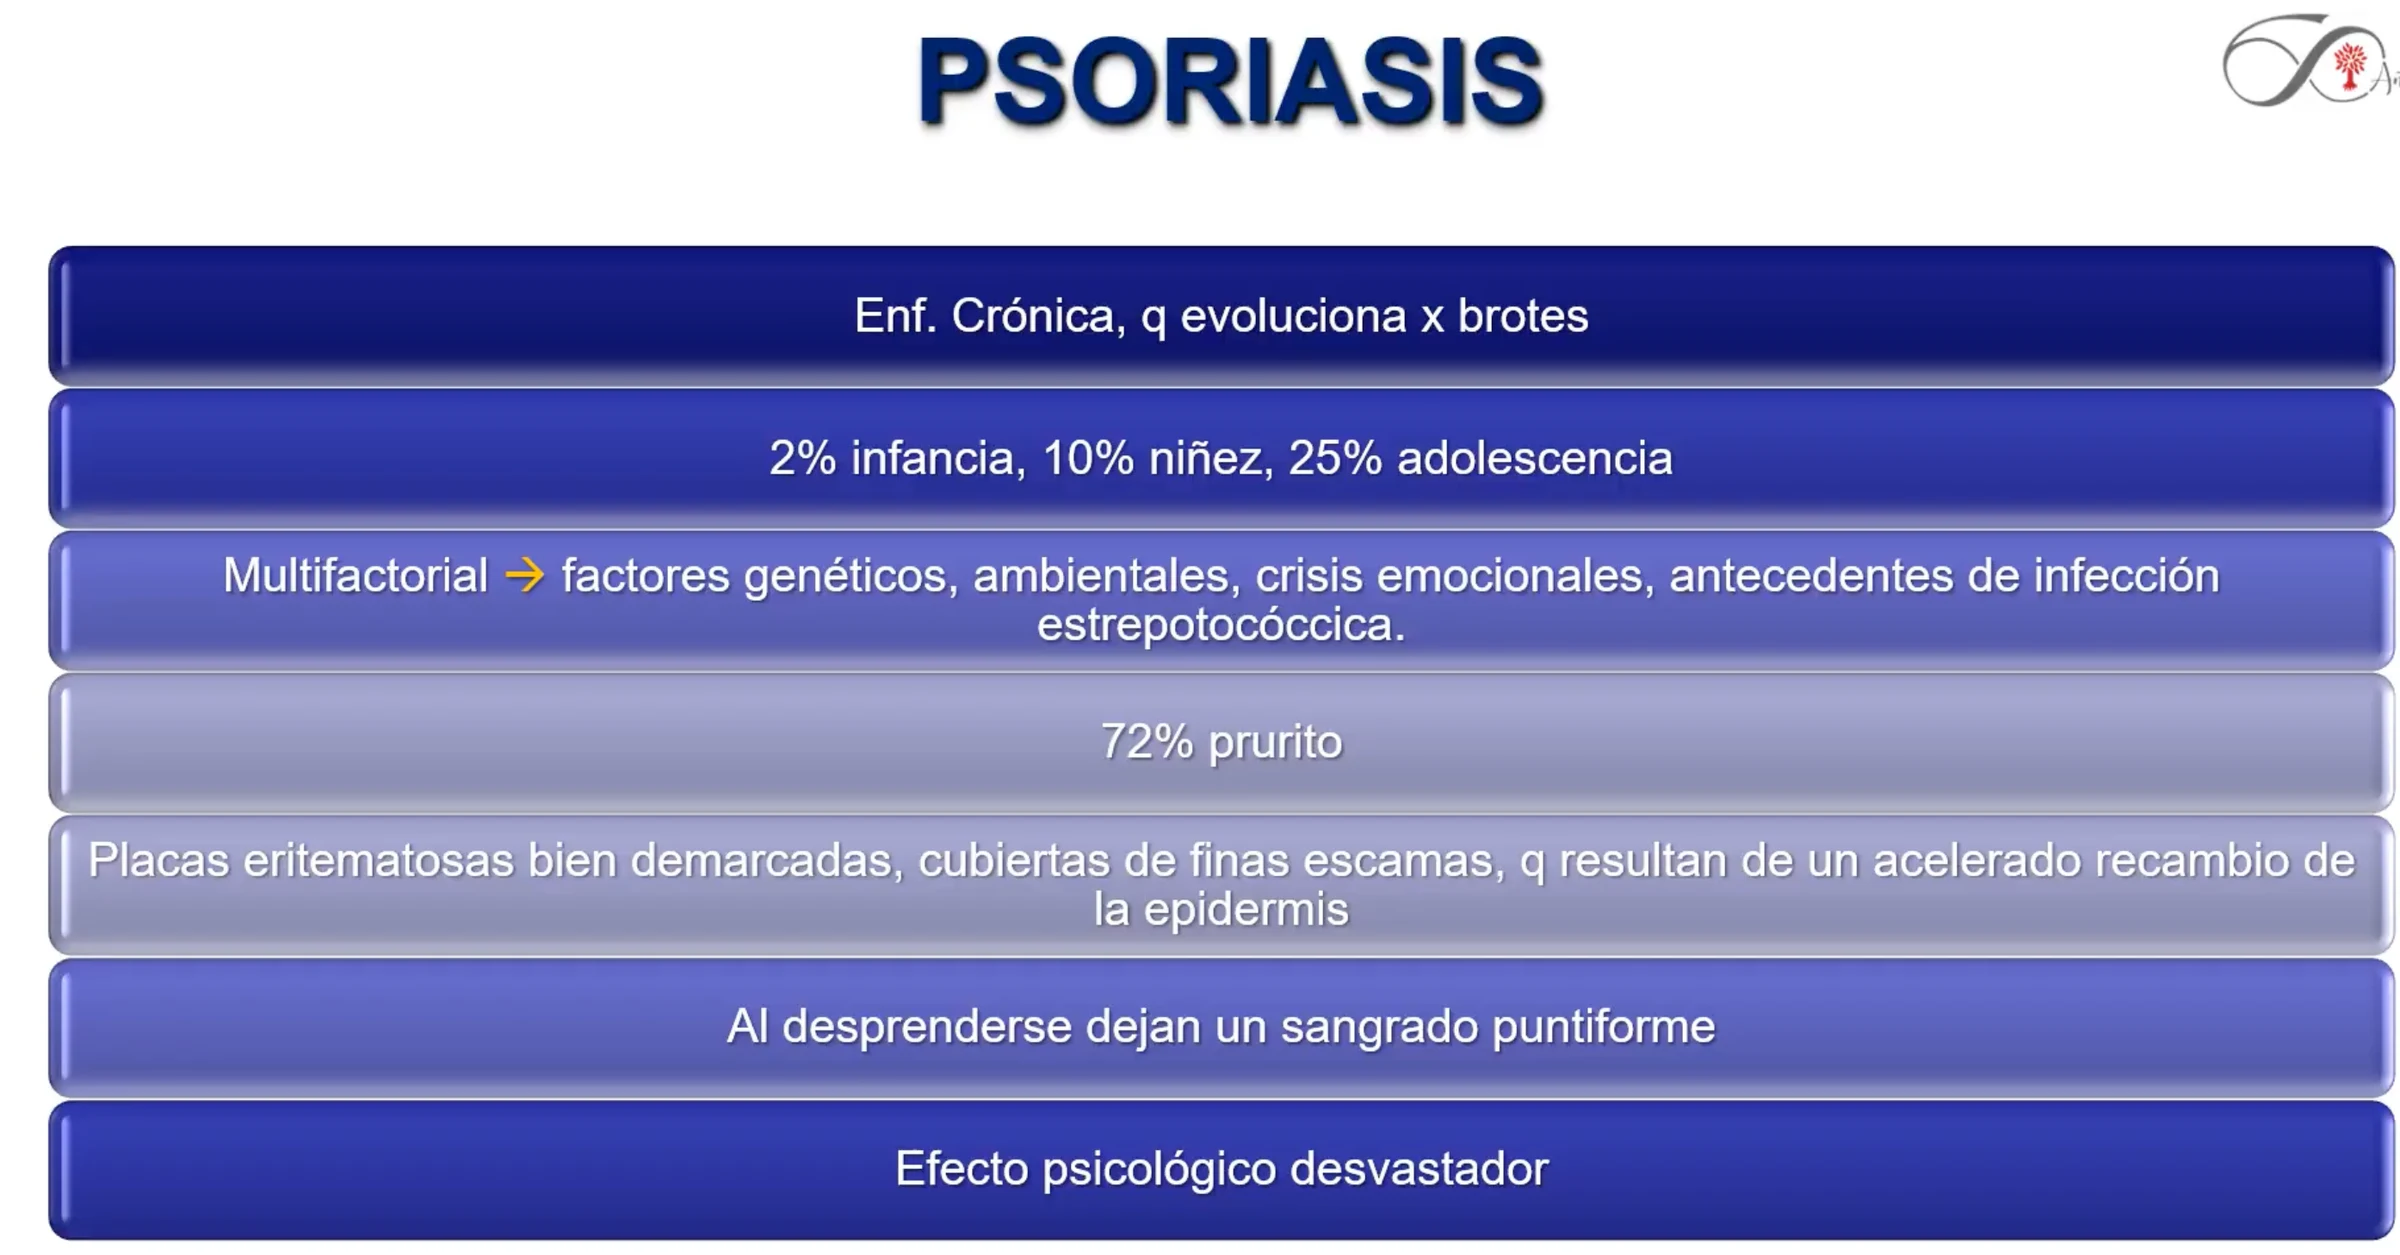 PSORIASIS
Enf. Crónica, q evoluciona x brotes
2% infancia, 10% niñez, 25% adolescencia
Multifactorial → factores genéticos, ambientales, crisis emocionales, antecedentes de infección
estrepotocóccica.
72% prurito
Placas eritematosas bien demarcadas, cubiertas de finas escamas, q resultan de un acelerado recambio de
la epidermis
Al desprenderse dejan un sangrado puntiforme
Efecto psicológico desvastador